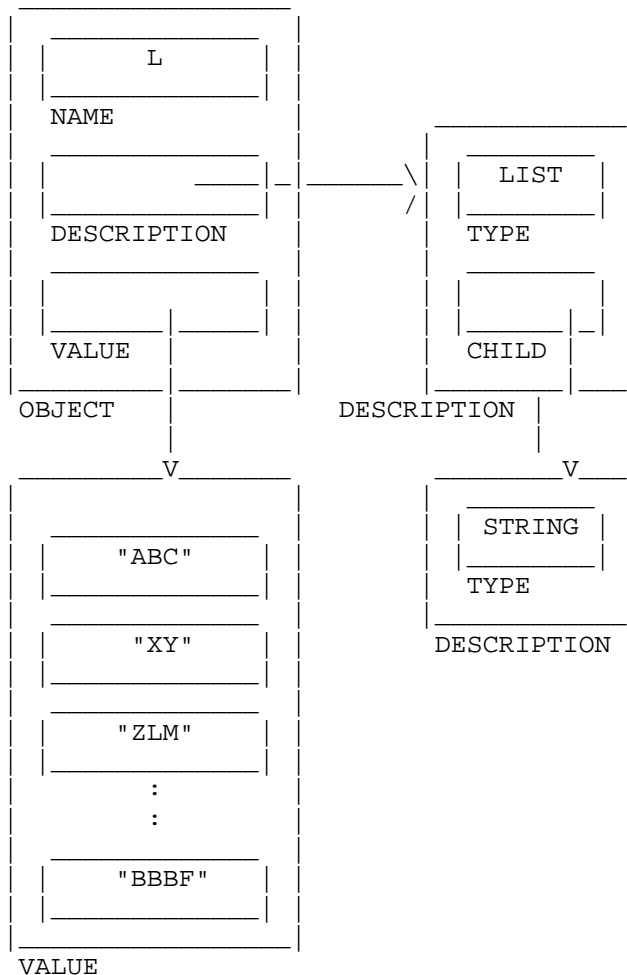 L
NAME
LIST
DESCRIPTION TYPE
VALUE CHILD
OBJECT DESCRIPTION
V V
STRING
"ABC"
TYPE
"XY" DESCRIPTION
"ZLM"
:
:
"BBBF"
VALUE